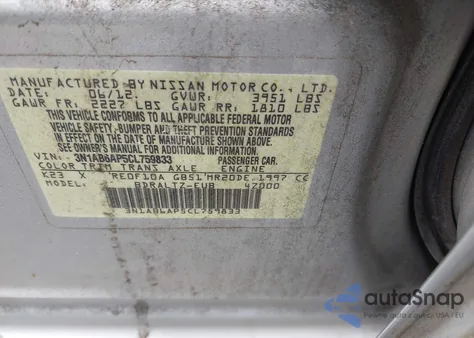 MANUFACTURED BY NISSAN MOTOR CO., LTD.
DATE: 06/12 GVWR: 3951 LBS
GAWR FR: 2227 LBS GAWR RR: 1810 LBS
THIS VEHICLE CONFORMS TO ALL APPLICABLE FEDERAL MOTOR
VEHICLE SAFETY, BUMPER AND THEFT PREVENTION STANDARDS IN
EFFECT ON THE DATE OF MANUFACTURE SHOWN ABOVE
SEE OWNER'S MANUAL
VIN: 3N1AB6AP5CL759833 PASSENGER CAR
COLOR TRIM TRANS AXLE ENGINE
K23 X RE0F10A GB51 MR20DE 1997 CC
MODEL: BDRALTZ-EUB 47000
3N1AB6AP5CL759833
autoSnap